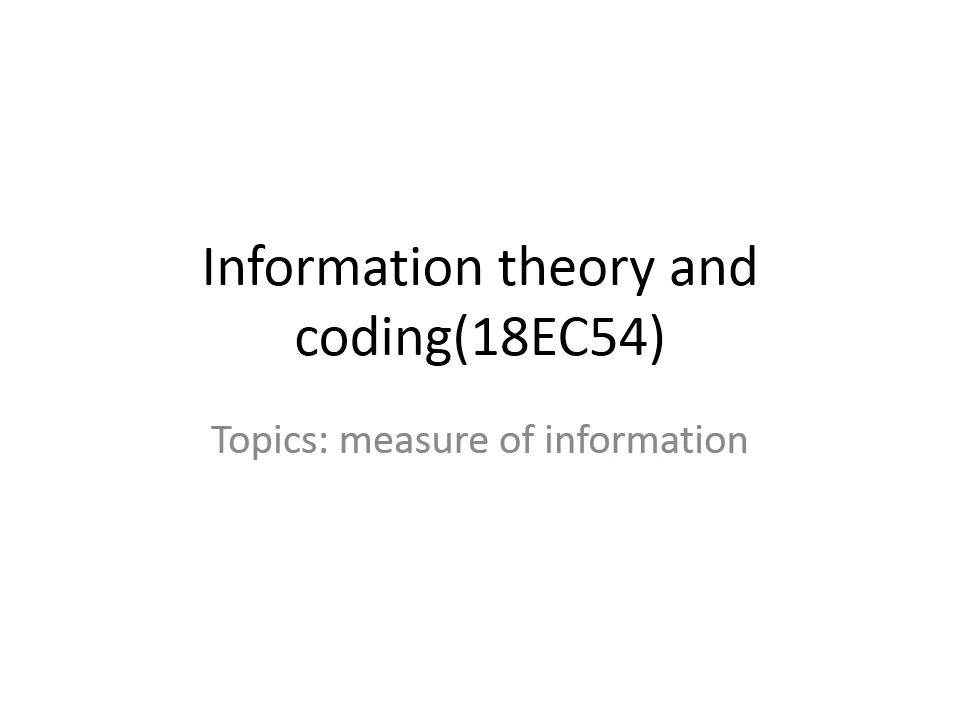 Information theory and
coding(18EC54)
Topics: measure of information